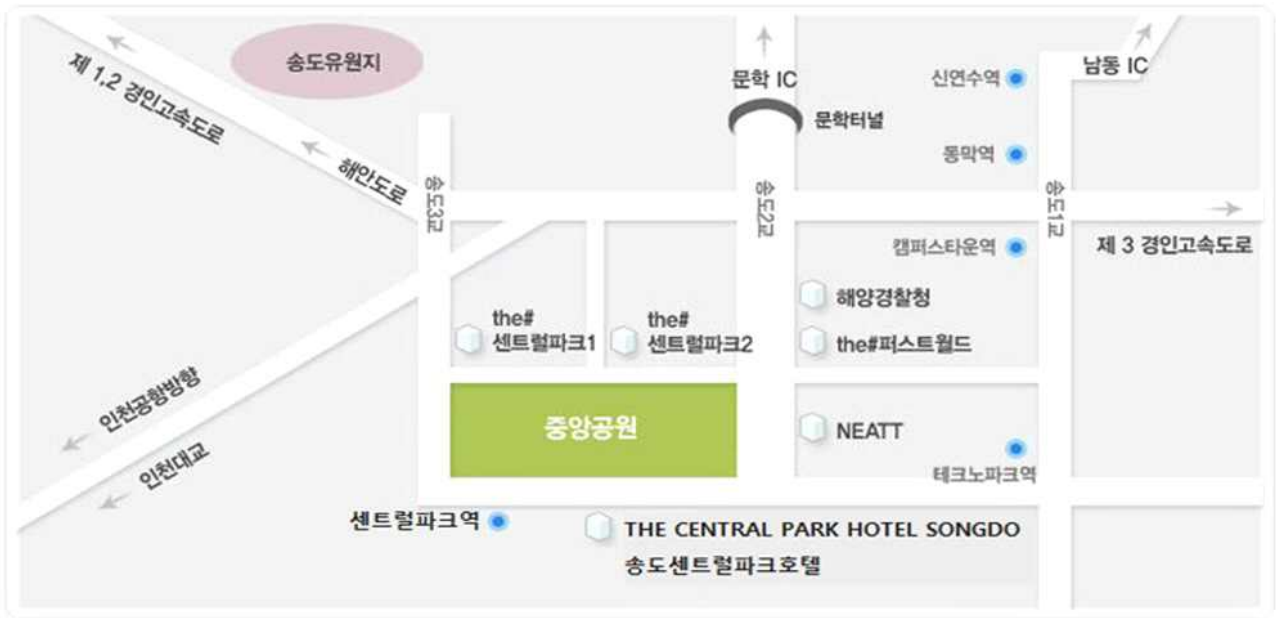 송도유원지
제 1,2 경인고속도로
해안도로
송도3교
문학 IC
문학터널
송도2교
신연수역
동막역
남동 IC
송도1교
캠퍼스타운역
제 3 경인고속도로
해양경찰청
the#
센트럴파크1
the#
센트럴파크2
the#퍼스트월드
인천공항방향
인천대교
중앙공원
NEATT
테크노파크역
센트럴파크역
THE CENTRAL PARK HOTEL SONGDO
송도센트럴파크호텔